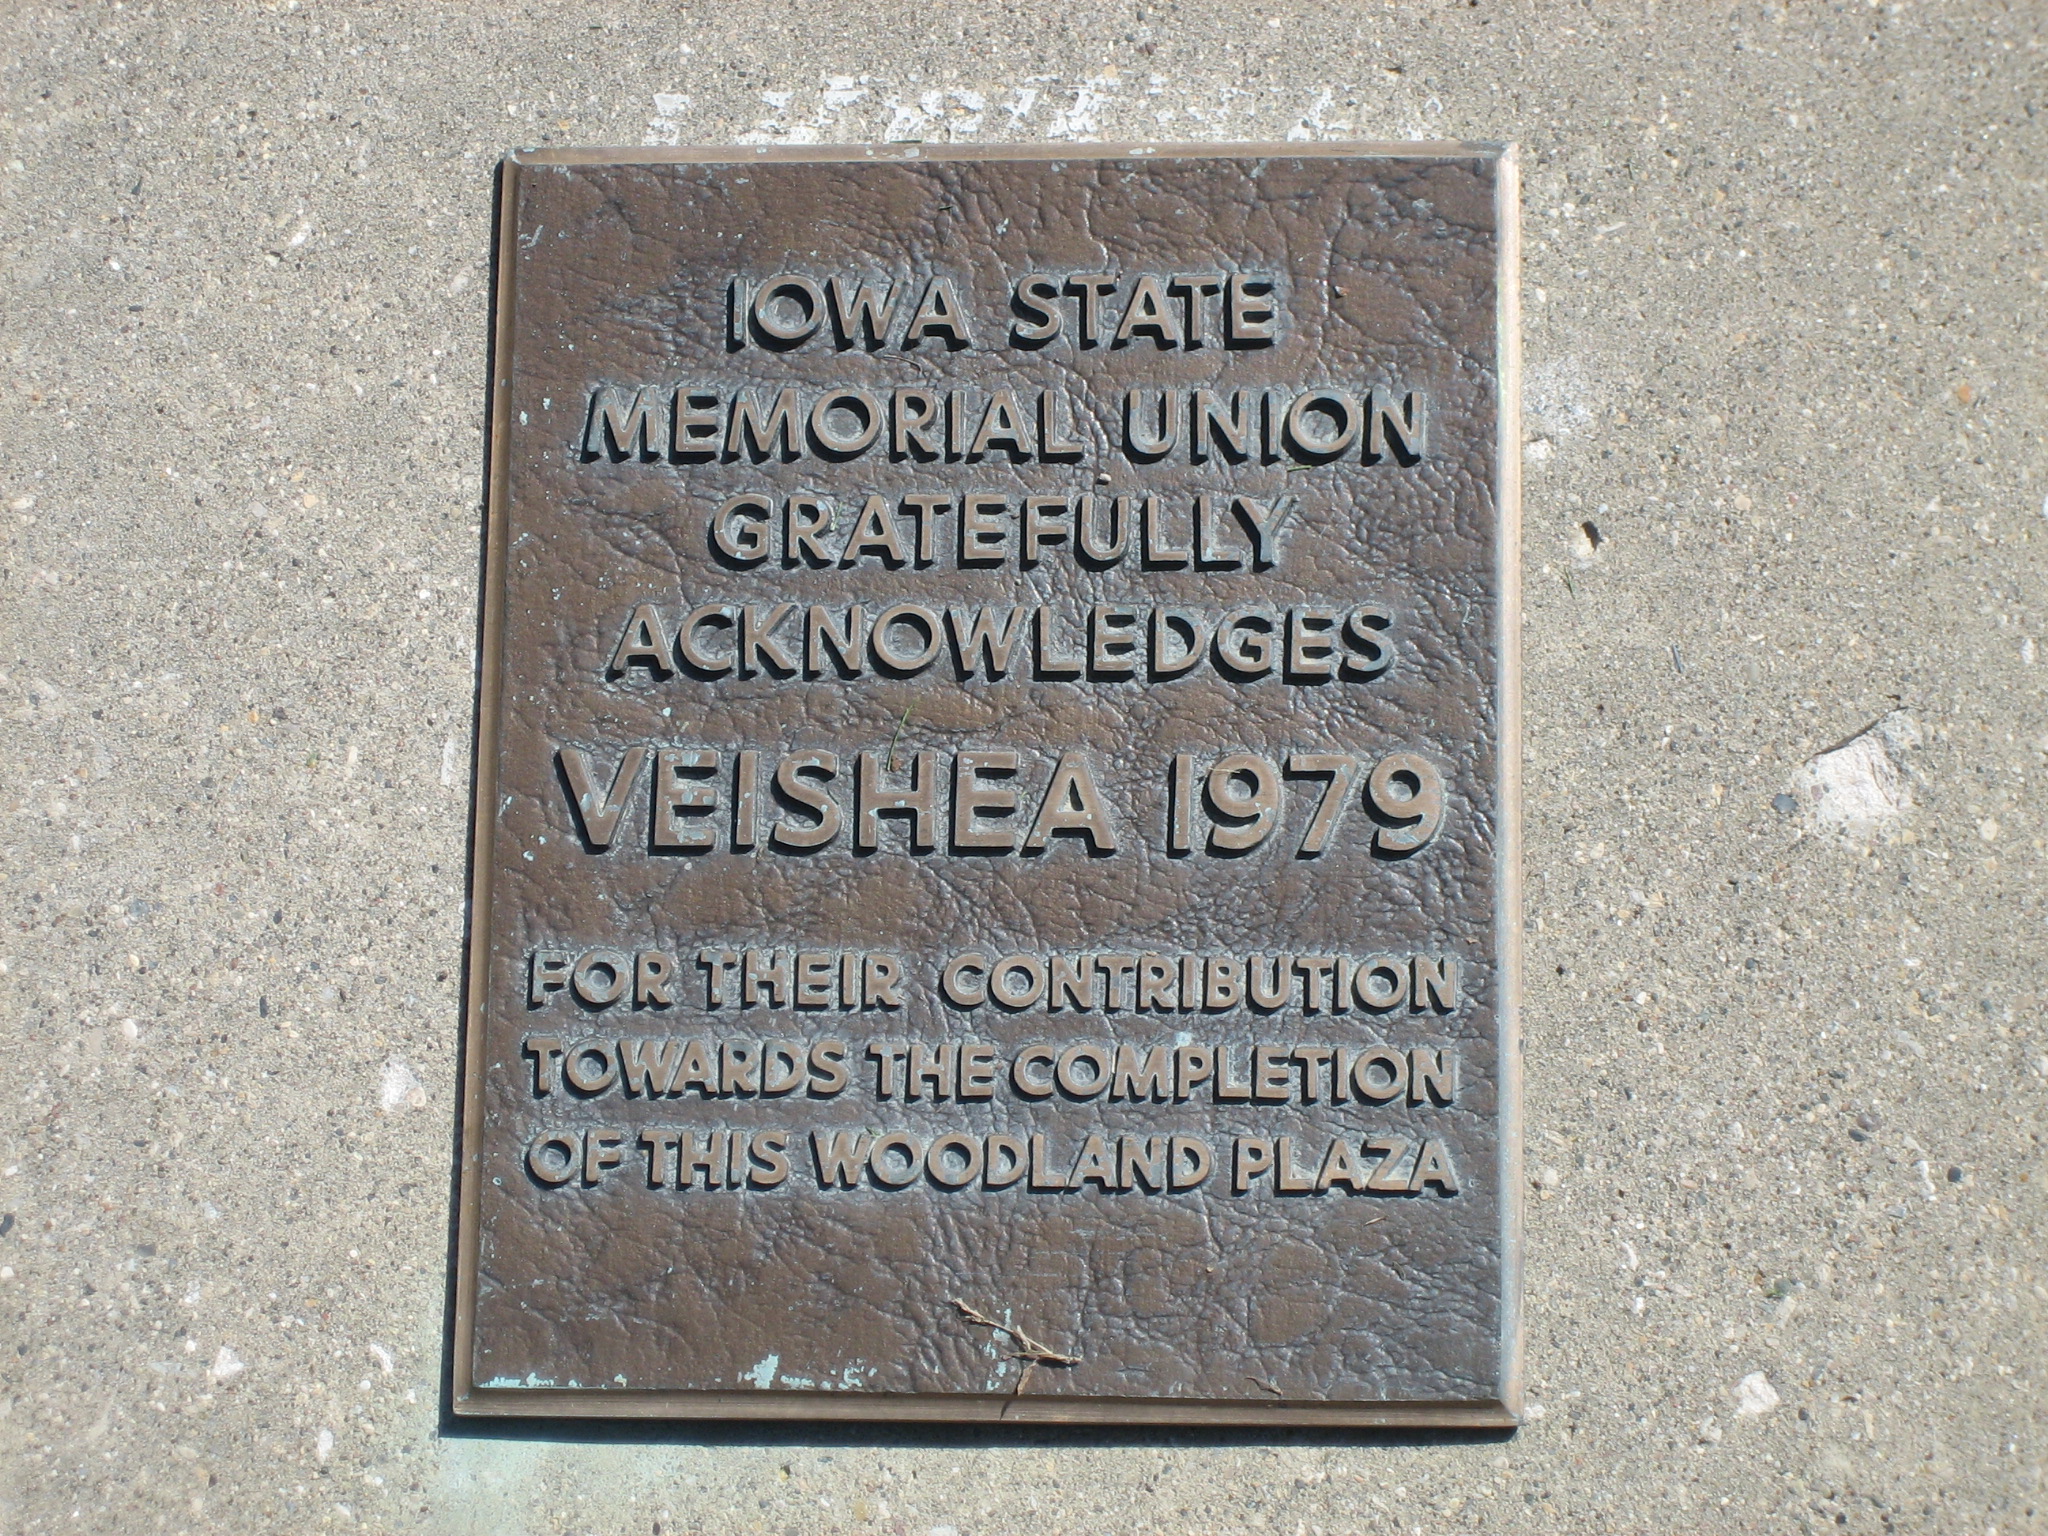 IOWA STATE
MEMORIAL UNION
GRATEFULLY
ACKNOWLEDGES
VEISHEA 1979
FOR THEIR CONTRIBUTION
TOWARDS THE COMPLETION
OF THIS WOODLAND PLAZA